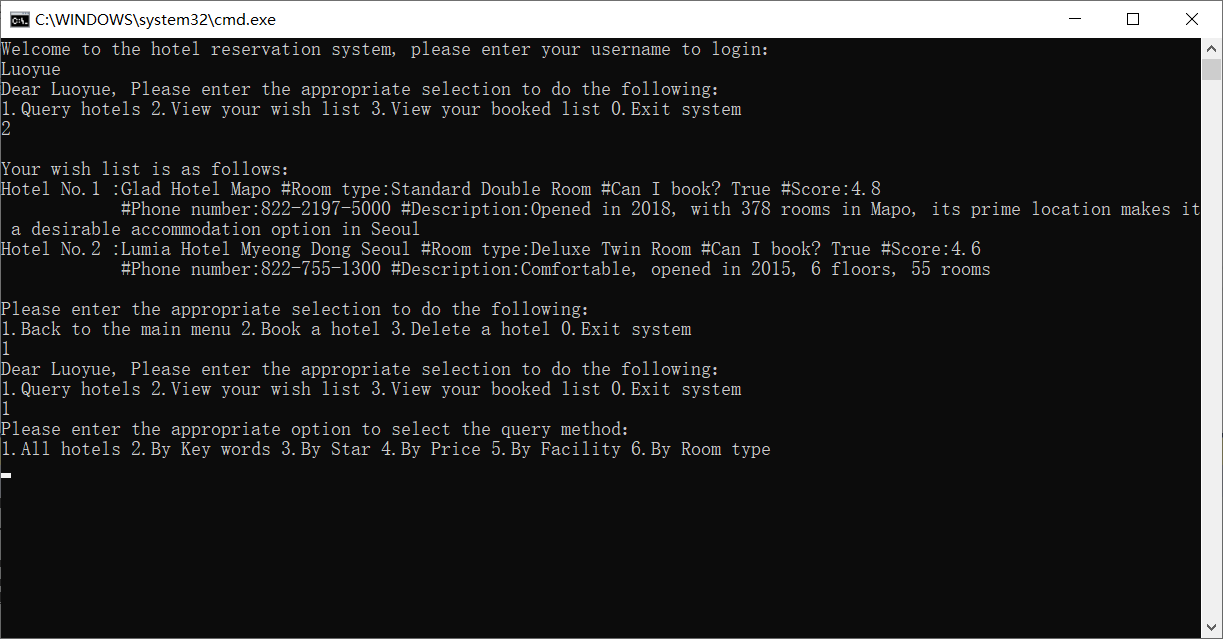 C:\WINDOWS\system32\cmd.exe
Welcome to the hotel reservation system, please enter your username to login:
Luoyue
Dear Luoyue, Please enter the appropriate selection to do the following:
1.Query hotels 2.View your wish list 3.View your booked list 0.Exit system
2
Your wish list is as follows:
Hotel No.1 :Glad Hotel Mapo #Room type:Standard Double Room #Can I book? True #Score:4.8
#Phone number:822-2197-5000 #Description:Opened in 2018, with 378 rooms in Mapo, its prime location makes it
a desirable accommodation option in Seoul
Hotel No.2 :Lumia Hotel Myeong Dong Seoul #Room type:Deluxe Twin Room #Can I book? True #Score:4.6
#Phone number:822-755-1300 #Description:Comfortable, opened in 2015, 6 floors, 55 rooms
Please enter the appropriate selection to do the following:
1.Back to the main menu 2.Book a hotel 3.Delete a hotel 0.Exit system
1
Dear Luoyue, Please enter the appropriate selection to do the following:
1.Query hotels 2.View your wish list 3.View your booked list 0.Exit system
1
Please enter the appropriate option to select the query method:
1.All hotels 2.By Key words 3.By Star 4.By Price 5.By Facility 6.By Room type